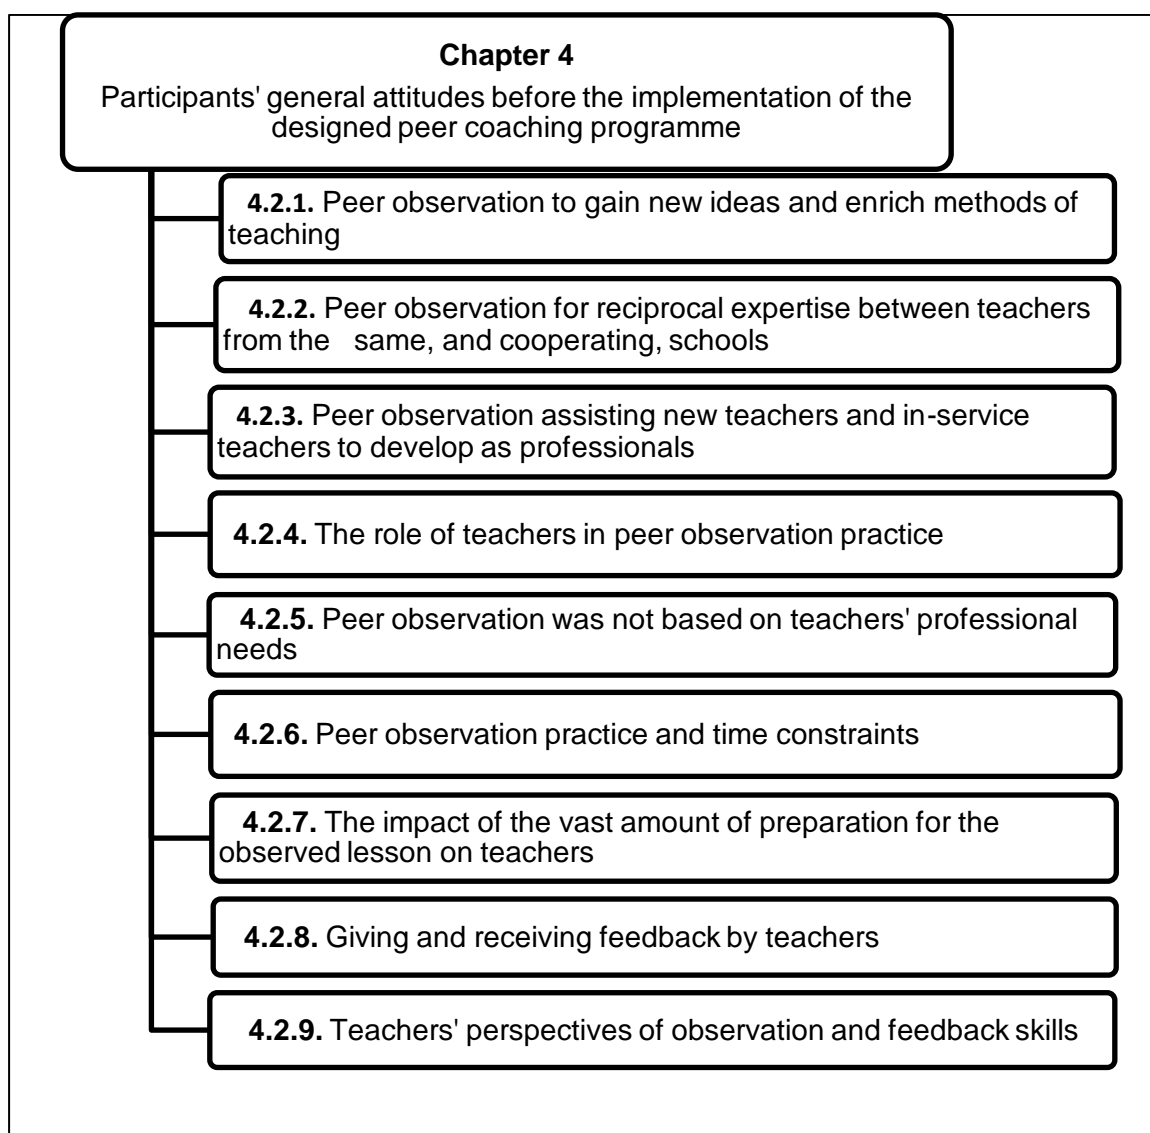 Chapter 4
Participants' general attitudes before the implementation of the
designed peer coaching programme
4.2.1. Peer observation to gain new ideas and enrich methods of
teaching
4.2.2. Peer observation for reciprocal expertise between teachers
from the   same, and cooperating, schools
4.2.3. Peer observation assisting new teachers and in-service
teachers to develop as professionals
4.2.4. The role of teachers in peer observation practice
4.2.5. Peer observation was not based on teachers' professional
needs
4.2.6. Peer observation practice and time constraints
4.2.7. The impact of the vast amount of preparation for the
observed lesson on teachers
4.2.8. Giving and receiving feedback by teachers
4.2.9. Teachers' perspectives of observation and feedback skills